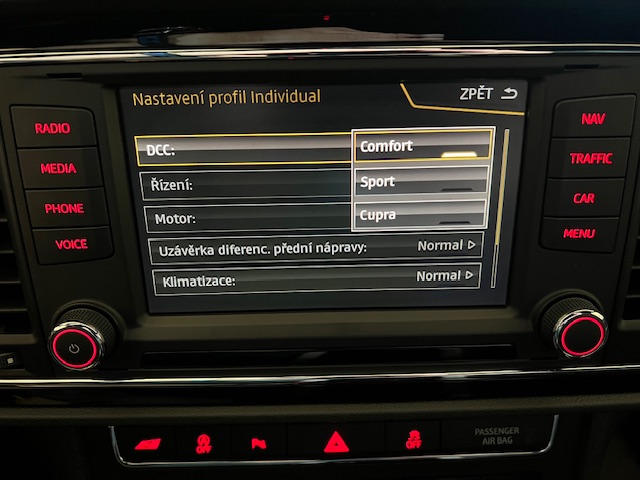 Nastavení profil Individual
ZPĚT
RADIO
MEDIA
PHONE
VOICE
DCC:
Comfort
Řízení:
Sport
Motor:
Cupra
Uzávěrka diferenc. přední nápravy: Normal
Klimatizace: Normal
NAV
TRAFFIC
CAR
MENU
OFF
OFF
PASSENGER
AIR BAG